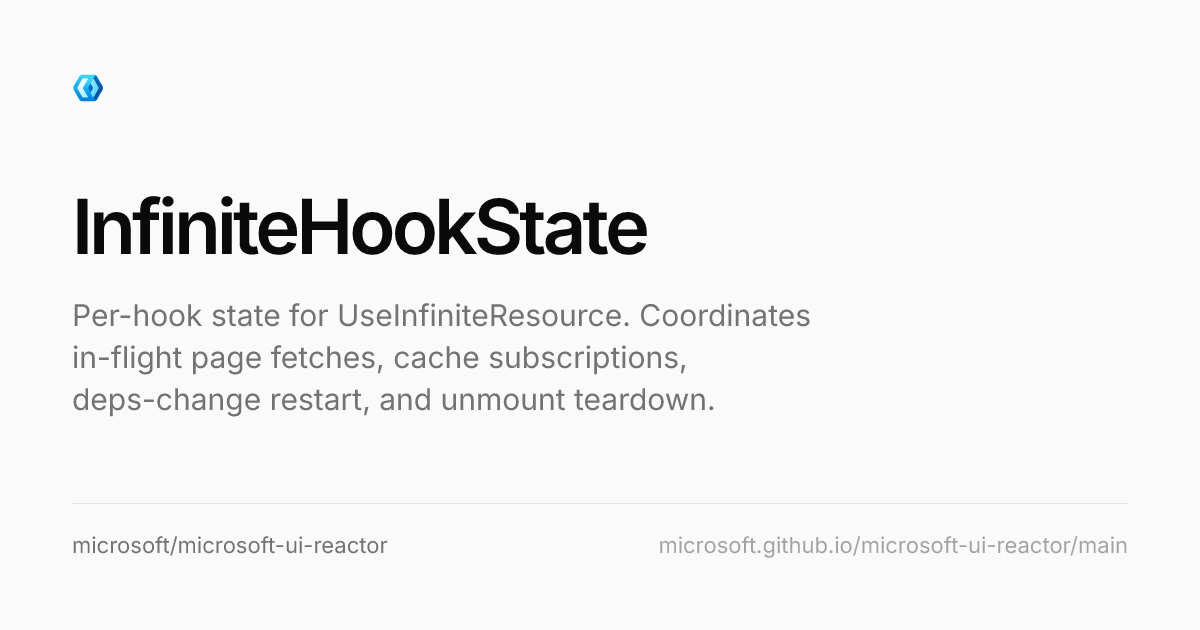 InfiniteHookState
Per-hook state for UseInfiniteResource. Coordinates
in-flight page fetches, cache subscriptions,
deps-change restart, and unmount teardown.
microsoft/microsoft-ui-reactor
microsoft.github.io/microsoft-ui-reactor/main